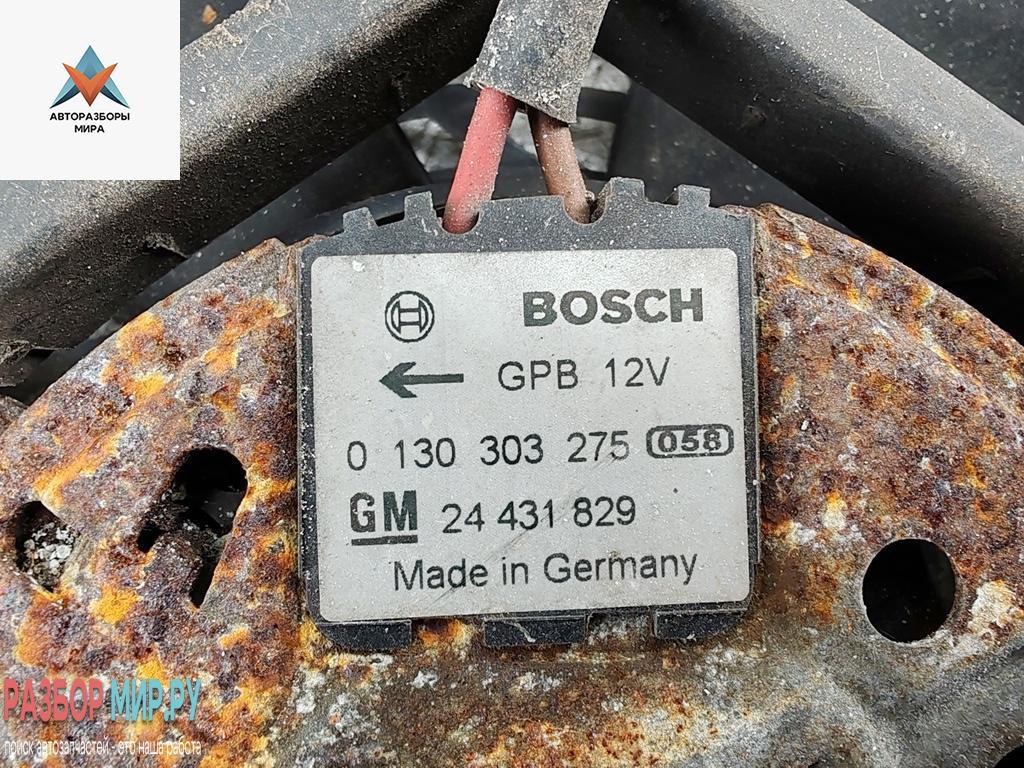 АВТОРАЗБОРЫ
МИРА
BOSCH
GPB 12V
0 130 303 275 058
GM 24 431 829
Made in Germany
РАЗБОР МИР.РУ
поиск автозапчастей - это наша работа